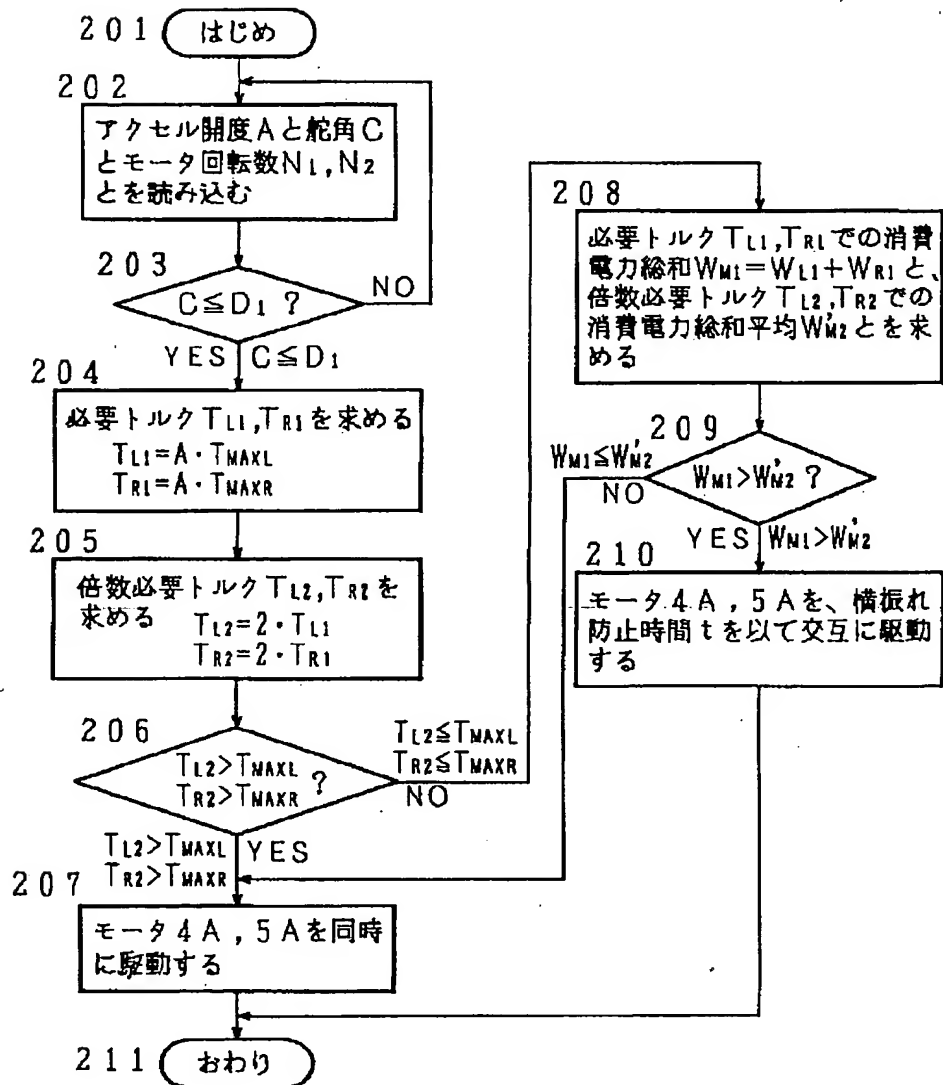 201 はじめ
202
アクセル開度Aと舵角C
とモータ回転数N1,N2
とを読み込む
203
C≦D1?
NO
YES C≦D1
204
必要トルクTL1,TR1を求める
TL1=A・TMAXL
TR1=A・TMAXR
205
倍数必要トルクTL2,TR2を
求める TL2=2・TL1
TR2=2・TR1
206
TL2>TMAXL
TR2>TMAXR ?
TL2≦TMAXL
TR2≦TMAXR
NO
TL2>TMAXL YES
TR2>TMAXR
207
モータ4A,5Aを同時
に駆動する
208
必要トルクTL1,TR1での消費
電力総和WM1=WL1+WR1と、
倍数必要トルクTL2,TR2での
消費電力総和平均W'M2とを求
める
209
WM1≦W'M2
NO
WM1>W'M2?
YES WM1>W'M2
210
モータ4A,5Aを、横振れ
防止時間tを以て交互に駆動
する
211 おわり